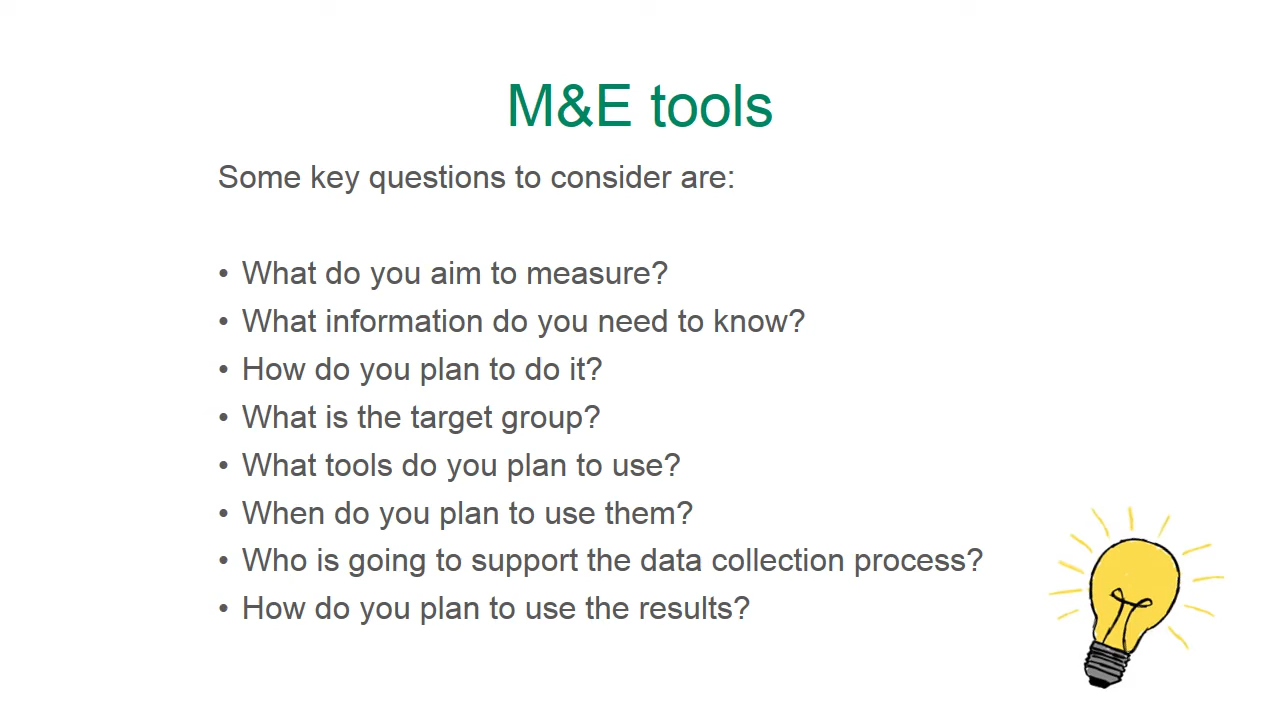 M&E tools
Some key questions to consider are:
• What do you aim to measure?
• What information do you need to know?
• How do you plan to do it?
• What is the target group?
• What tools do you plan to use?
• When do you plan to use them?
• Who is going to support the data collection process?
• How do you plan to use the results?